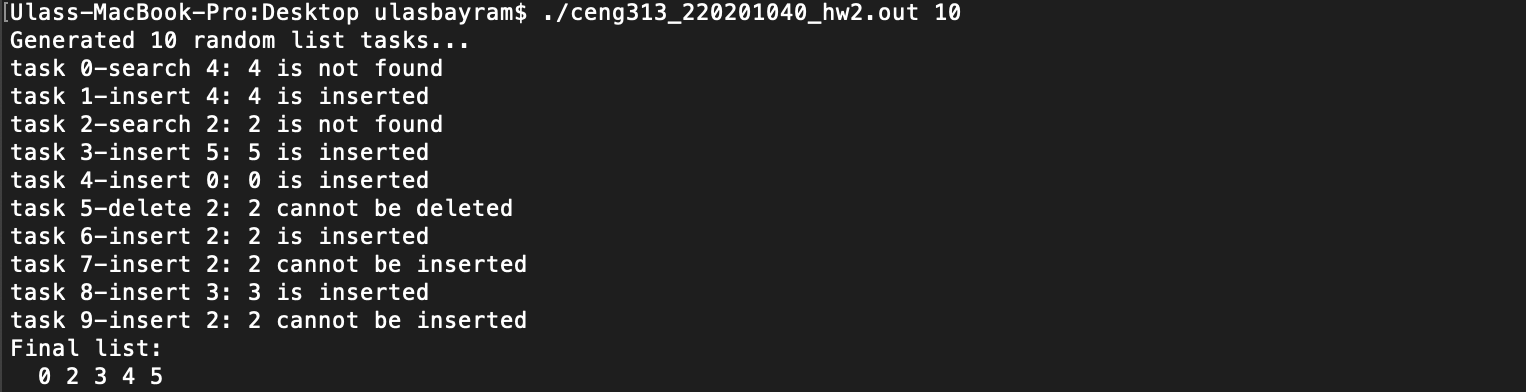 [Ulass-MacBook-Pro:Desktop ulasbayram$ ./ceng313_220201040_hw2.out 10
Generated 10 random list tasks...
task 0-search 4: 4 is not found
task 1-insert 4: 4 is inserted
task 2-search 2: 2 is not found
task 3-insert 5: 5 is inserted
task 4-insert 0: 0 is inserted
task 5-delete 2: 2 cannot be deleted
task 6-insert 2: 2 is inserted
task 7-insert 2: 2 cannot be inserted
task 8-insert 3: 3 is inserted
task 9-insert 2: 2 cannot be inserted
Final list:
  0 2 3 4 5